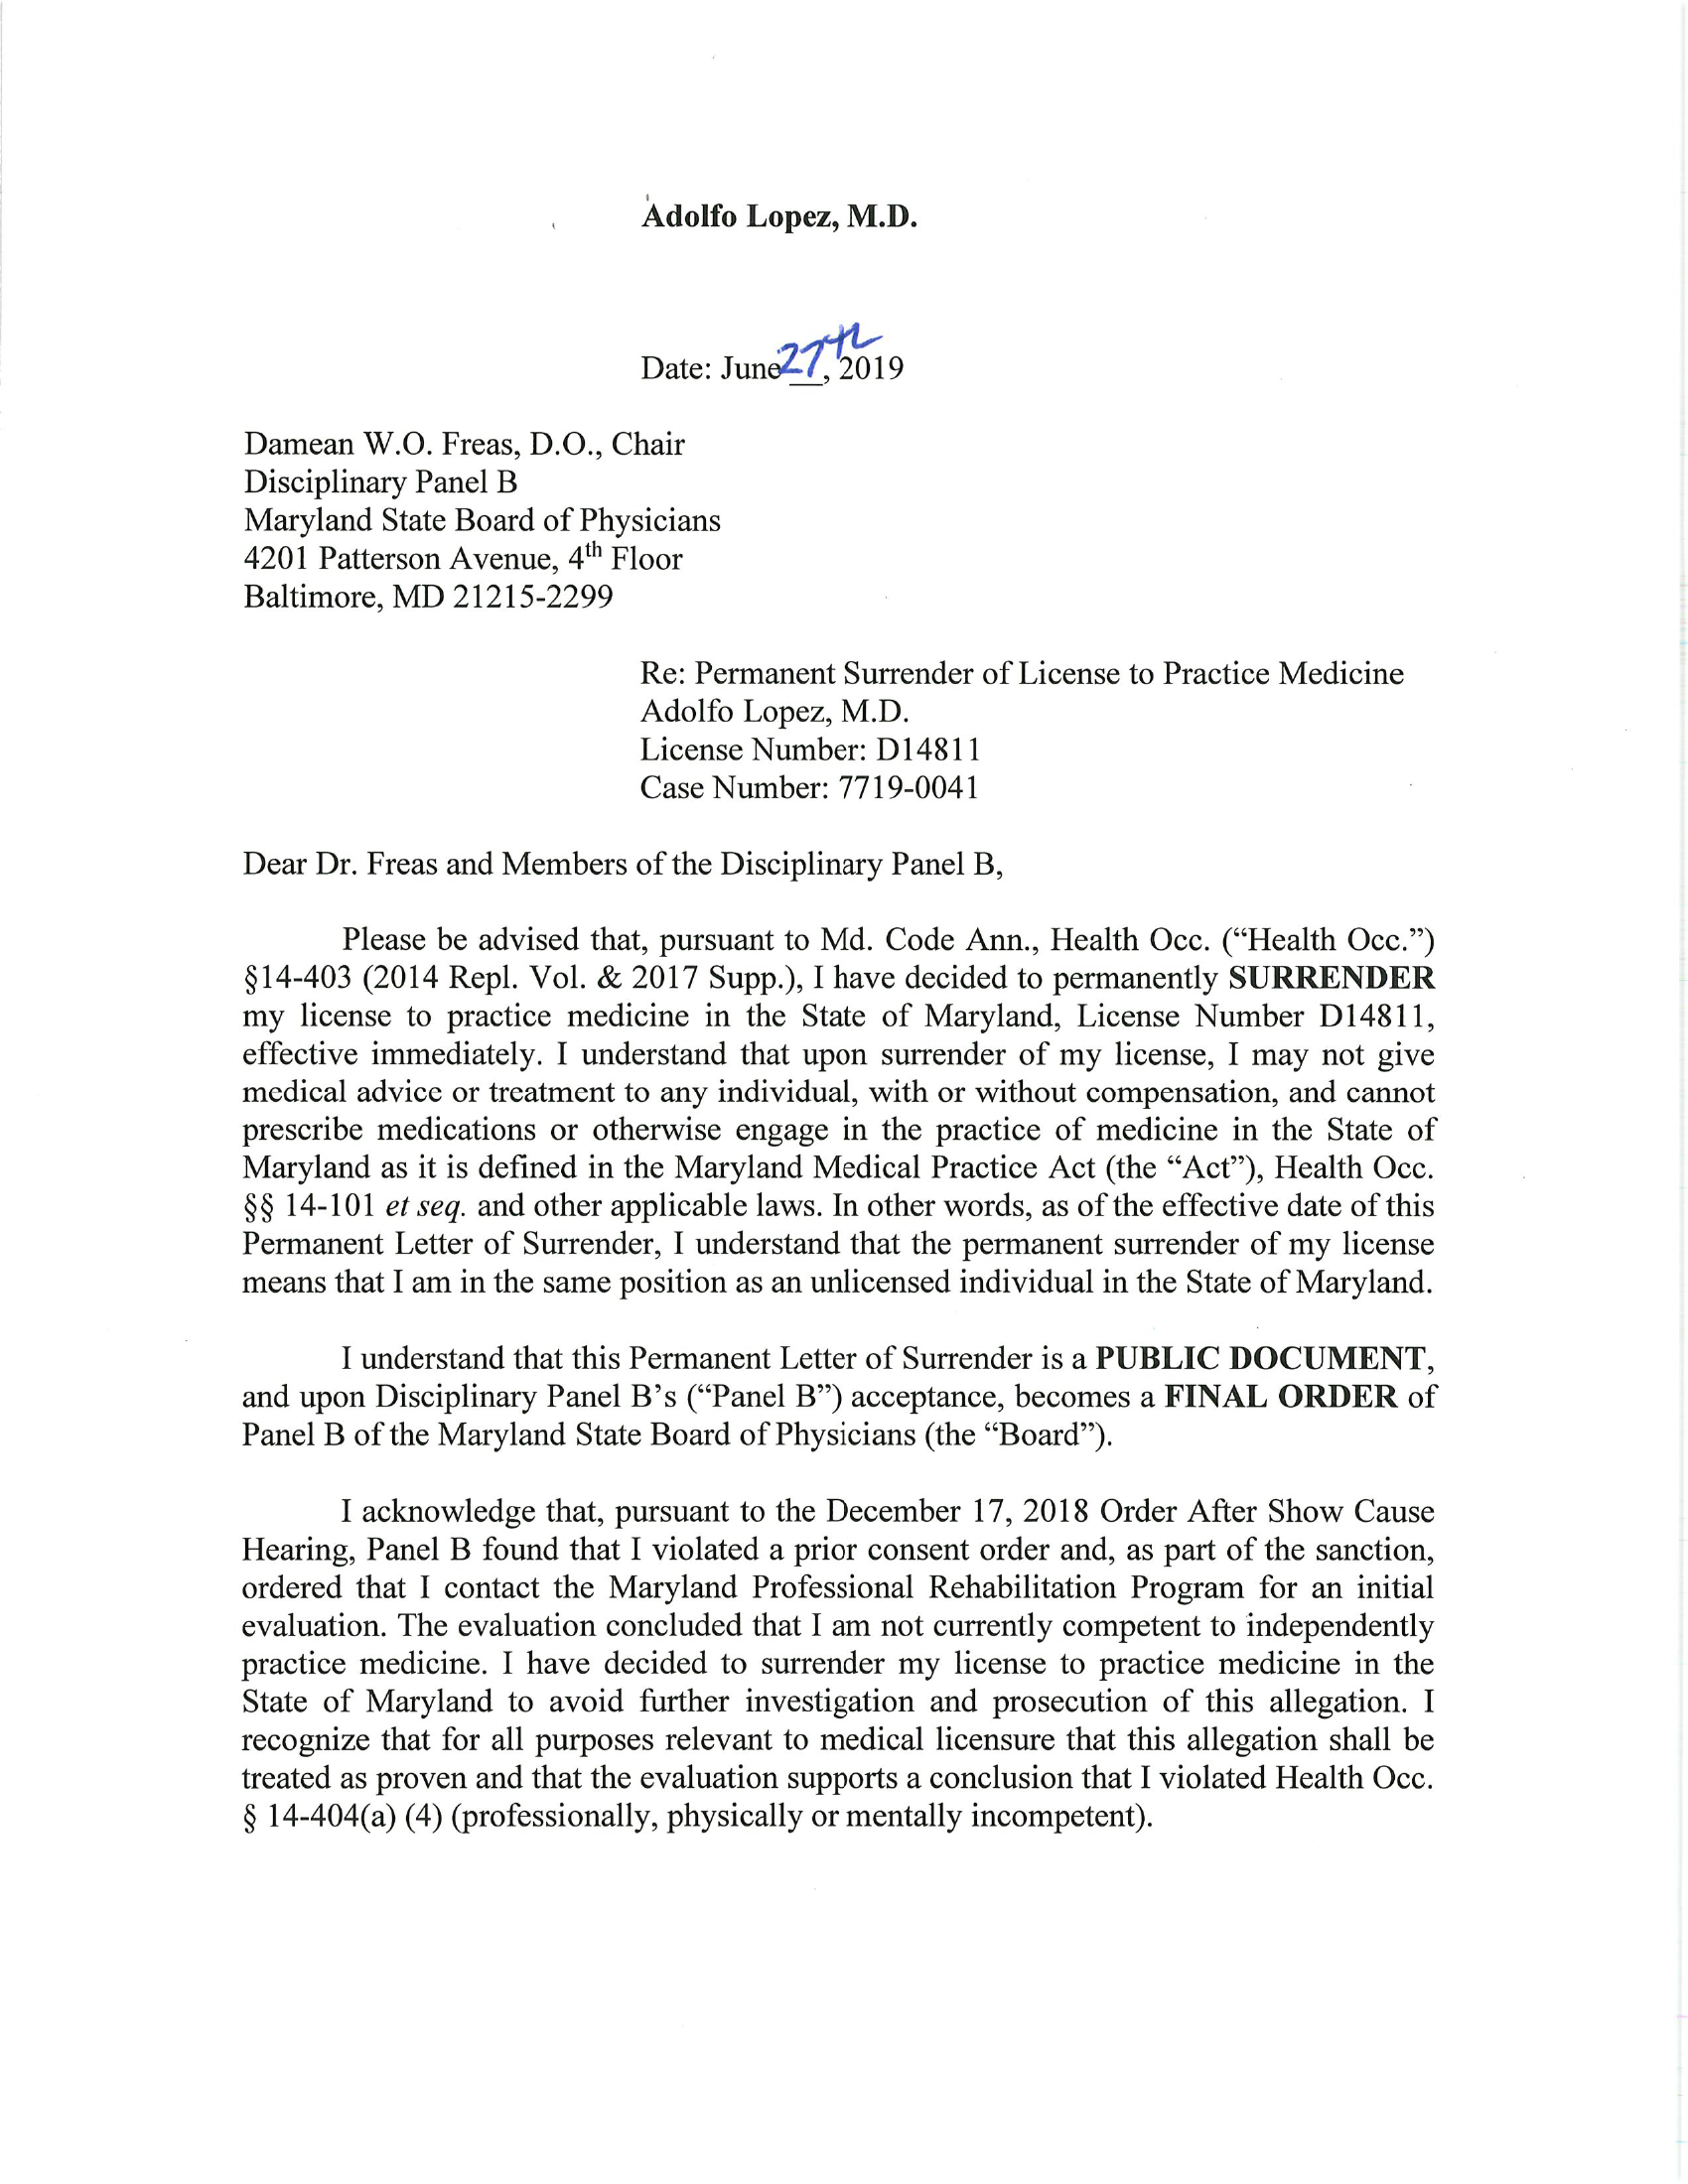 Adolfo Lopez, M.D.
Date: June 27th, 2019
Damean W.O. Freas, D.O., Chair
Disciplinary Panel B
Maryland State Board of Physicians
4201 Patterson Avenue, 4th Floor
Baltimore, MD 21215-2299
Re: Permanent Surrender of License to Practice Medicine
Adolfo Lopez, M.D.
License Number: D14811
Case Number: 7719-0041
Dear Dr. Freas and Members of the Disciplinary Panel B,
Please be advised that, pursuant to Md. Code Ann., Health Occ. (“Health Occ.”)
§14-403 (2014 Repl. Vol. & 2017 Supp.), I have decided to permanently SURRENDER
my license to practice medicine in the State of Maryland, License Number D14811,
effective immediately. I understand that upon surrender of my license, I may not give
medical advice or treatment to any individual, with or without compensation, and cannot
prescribe medications or otherwise engage in the practice of medicine in the State of
Maryland as it is defined in the Maryland Medical Practice Act (the “Act”), Health Occ.
§§ 14-101 et seq. and other applicable laws. In other words, as of the effective date of this
Permanent Letter of Surrender, I understand that the permanent surrender of my license
means that I am in the same position as an unlicensed individual in the State of Maryland.
I understand that this Permanent Letter of Surrender is a PUBLIC DOCUMENT,
and upon Disciplinary Panel B’s (“Panel B”) acceptance, becomes a FINAL ORDER of
Panel B of the Maryland State Board of Physicians (the “Board”).
I acknowledge that, pursuant to the December 17, 2018 Order After Show Cause
Hearing, Panel B found that I violated a prior consent order and, as part of the sanction,
ordered that I contact the Maryland Professional Rehabilitation Program for an initial
evaluation. The evaluation concluded that I am not currently competent to independently
practice medicine. I have decided to surrender my license to practice medicine in the
State of Maryland to avoid further investigation and prosecution of this allegation. I
recognize that for all purposes relevant to medical licensure that this allegation shall be
treated as proven and that the evaluation supports a conclusion that I violated Health Occ.
§ 14-404(a) (4) (professionally, physically or mentally incompetent).